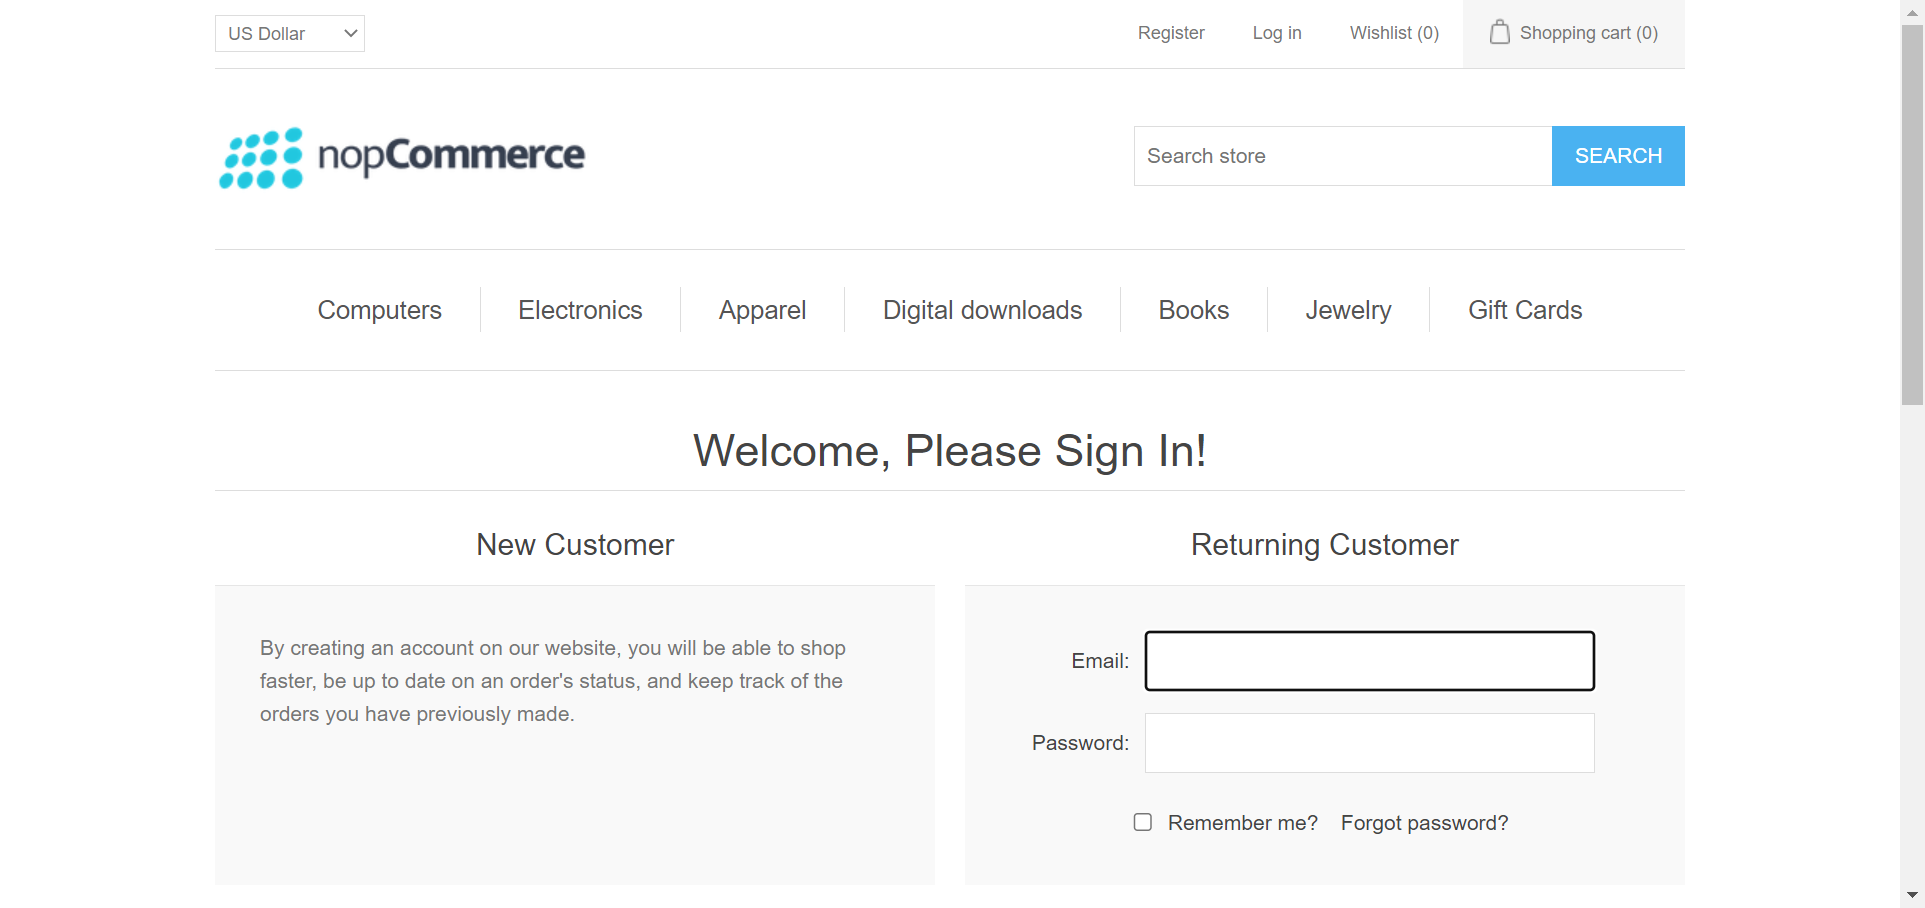 US Dollar
Register
Log in
Wishlist (0)
Shopping cart (0)
nopCommerce
Search store
SEARCH
Computers
Electronics
Apparel
Digital downloads
Books
Jewelry
Gift Cards
Welcome, Please Sign In!
New Customer
By creating an account on our website, you will be able to shop
faster, be up to date on an order's status, and keep track of the
orders you have previously made.
Returning Customer
Email:
Password:
Remember me?
Forgot password?